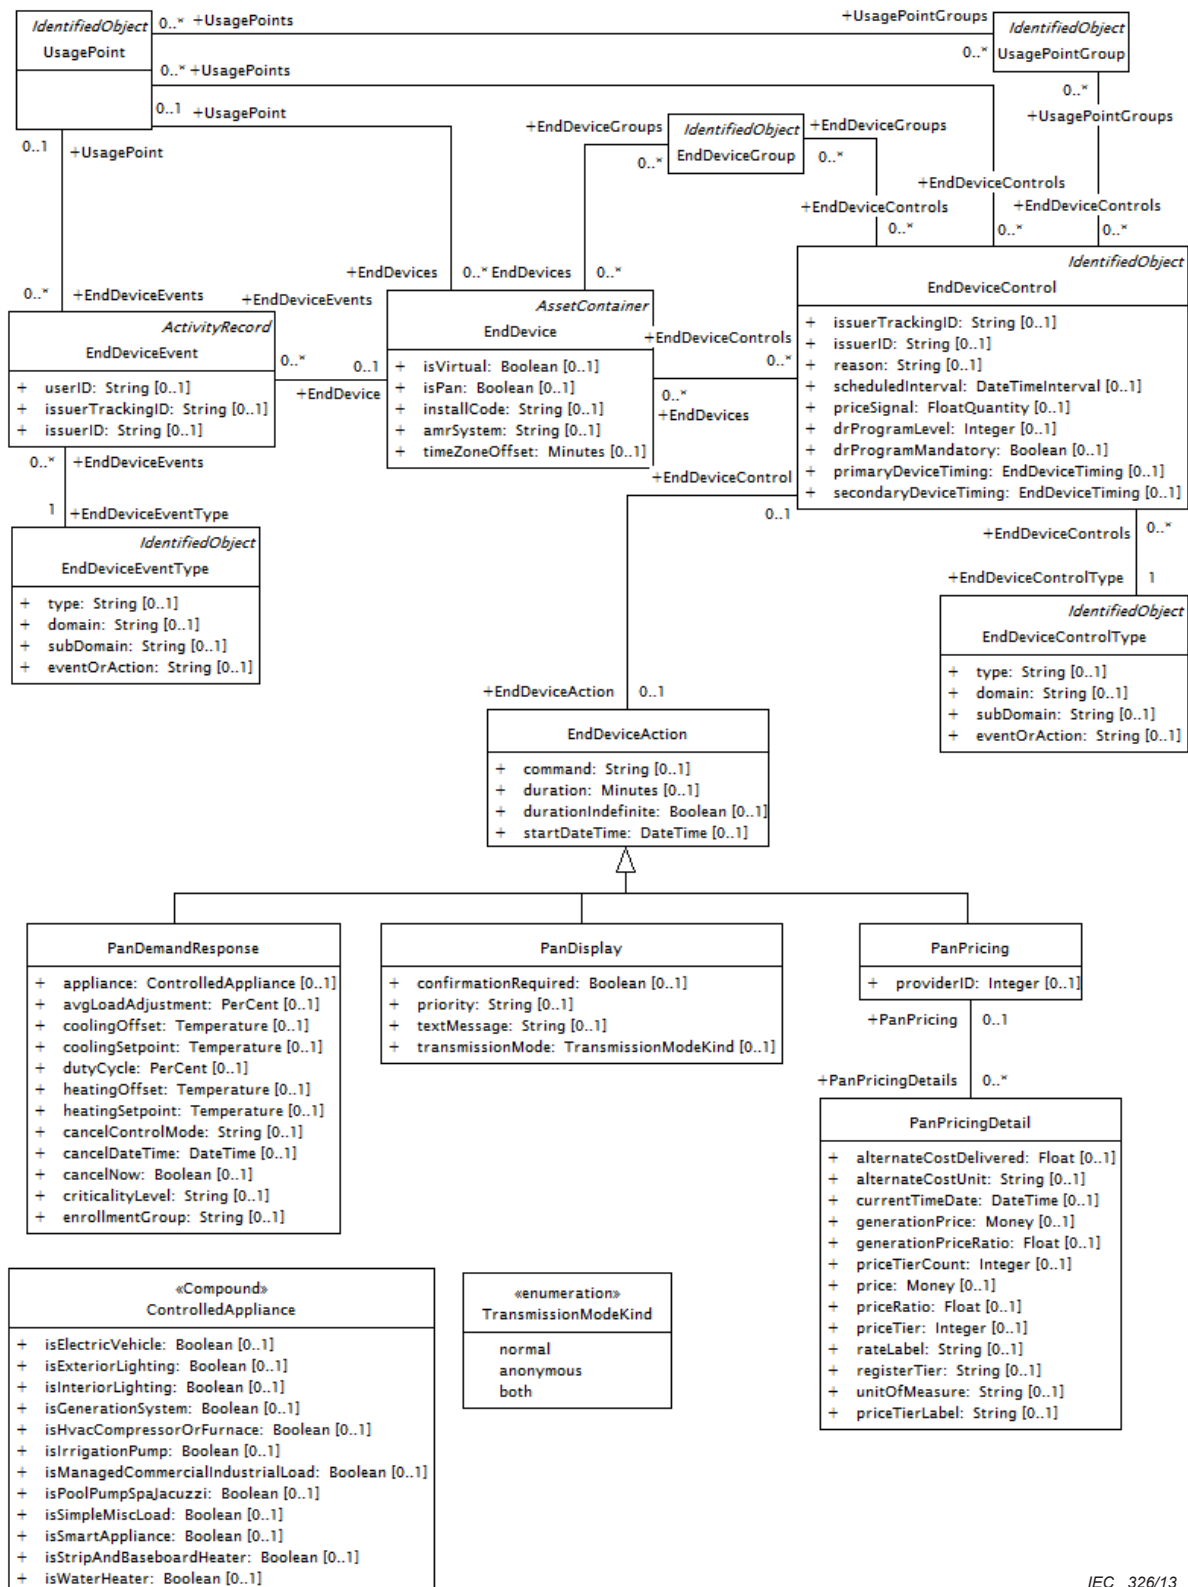 IdentifiedObject
UsagePoint
0..* +UsagePoints
+UsagePointGroups
0..*
IdentifiedObject
UsagePointGroup
0..* +UsagePoints
0..1 +UsagePoint
0..1
+UsagePoint
0..*
+UsagePointGroups
+EndDeviceGroups
0..*
IdentifiedObject
EndDeviceGroup
+EndDeviceGroups
0..*
+EndDeviceControls
0..*
+EndDeviceControls
0..*
+EndDeviceControls
0..*
+EndDevices 0..*
EndDevices 0..*
0..* +EndDeviceEvents
ActivityRecord
EndDeviceEvent
+ userID: String [0..1]
+ issuerTrackingID: String [0..1]
+ issuerID: String [0..1]
+EndDeviceEvents
0..*
0..1
+EndDevice
AssetContainer
EndDevice
+ isVirtual: Boolean [0..1]
+ isPan: Boolean [0..1]
+ installCode: String [0..1]
+ amrSystem: String [0..1]
+ timeZoneOffset: Minutes [0..1]
+EndDeviceControls
0..*
0..*
+EndDevices
IdentifiedObject
EndDeviceControl
+ issuerTrackingID: String [0..1]
+ issuerID: String [0..1]
+ reason: String [0..1]
+ scheduledInterval: DateTimeInterval [0..1]
+ priceSignal: FloatQuantity [0..1]
+ drProgramLevel: Integer [0..1]
+ drProgramMandatory: Boolean [0..1]
+ primaryDeviceTiming: EndDeviceTiming [0..1]
+ secondaryDeviceTiming: EndDeviceTiming [0..1]
+EndDeviceControl
0..1
0..* +EndDeviceEvents
1 +EndDeviceEventType
IdentifiedObject
EndDeviceEventType
+ type: String [0..1]
+ domain: String [0..1]
+ subDomain: String [0..1]
+ eventOrAction: String [0..1]
+EndDeviceControls 0..*
+EndDeviceControlType 1
IdentifiedObject
EndDeviceControlType
+ type: String [0..1]
+ domain: String [0..1]
+ subDomain: String [0..1]
+ eventOrAction: String [0..1]
+EndDeviceAction 0..1
EndDeviceAction
+ command: String [0..1]
+ duration: Minutes [0..1]
+ durationIndefinite: Boolean [0..1]
+ startDateTime: DateTime [0..1]
PanDemandResponse
+ appliance: ControlledAppliance [0..1]
+ avgLoadAdjustment: PerCent [0..1]
+ coolingOffset: Temperature [0..1]
+ coolingSetpoint: Temperature [0..1]
+ dutyCycle: PerCent [0..1]
+ heatingOffset: Temperature [0..1]
+ heatingSetpoint: Temperature [0..1]
+ cancelControlMode: String [0..1]
+ cancelDateTime: DateTime [0..1]
+ cancelNow: Boolean [0..1]
+ criticalityLevel: String [0..1]
+ enrollmentGroup: String [0..1]
PanDisplay
+ confirmationRequired: Boolean [0..1]
+ priority: String [0..1]
+ textMessage: String [0..1]
+ transmissionMode: TransmissionModeKind [0..1]
PanPricing
+ providerID: Integer [0..1]
+PanPricing 0..1
+PanPricingDetails 0..*
PanPricingDetail
+ alternateCostDelivered: Float [0..1]
+ alternateCostUnit: String [0..1]
+ currentTimeDate: DateTime [0..1]
+ generationPrice: Money [0..1]
+ generationPriceRatio: Float [0..1]
+ priceTierCount: Integer [0..1]
+ price: Money [0..1]
+ priceRatio: Float [0..1]
+ priceTier: Integer [0..1]
+ rateLabel: String [0..1]
+ registerTier: String [0..1]
+ unitOfMeasure: String [0..1]
+ priceTierLabel: String [0..1]
«Compound»
ControlledAppliance
+ isElectricVehicle: Boolean [0..1]
+ isExteriorLighting: Boolean [0..1]
+ isInteriorLighting: Boolean [0..1]
+ isGenerationSystem: Boolean [0..1]
+ isHvacCompressorOrFurnace: Boolean [0..1]
+ isIrrigationPump: Boolean [0..1]
+ isManagedCommercialIndustrialLoad: Boolean [0..1]
+ isPoolPumpSpaJacuzzi: Boolean [0..1]
+ isSimpleMiscLoad: Boolean [0..1]
+ isSmartAppliance: Boolean [0..1]
+ isStripAndBaseboardHeater: Boolean [0..1]
+ isWaterHeater: Boolean [0..1]
«enumeration»
TransmissionModeKind
normal
anonymous
both
IEC 326/13